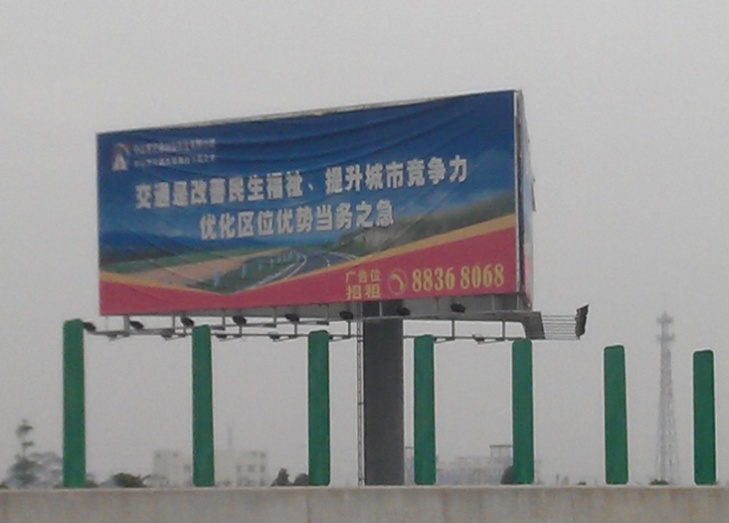 交通是改善民生福祉、提升城市竞争力
优化区位优势当务之急
广告位
招租
8836 8068